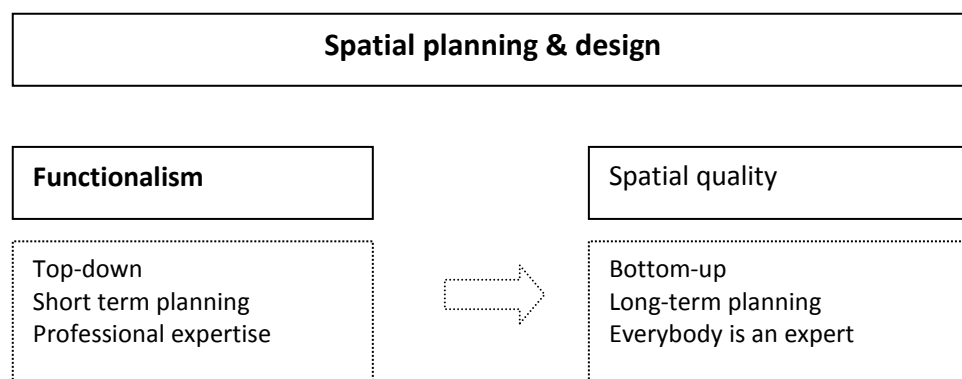 Spatial planning & design
Functionalism
Top-down
Short term planning
Professional expertise
Spatial quality
Bottom-up
Long-term planning
Everybody is an expert